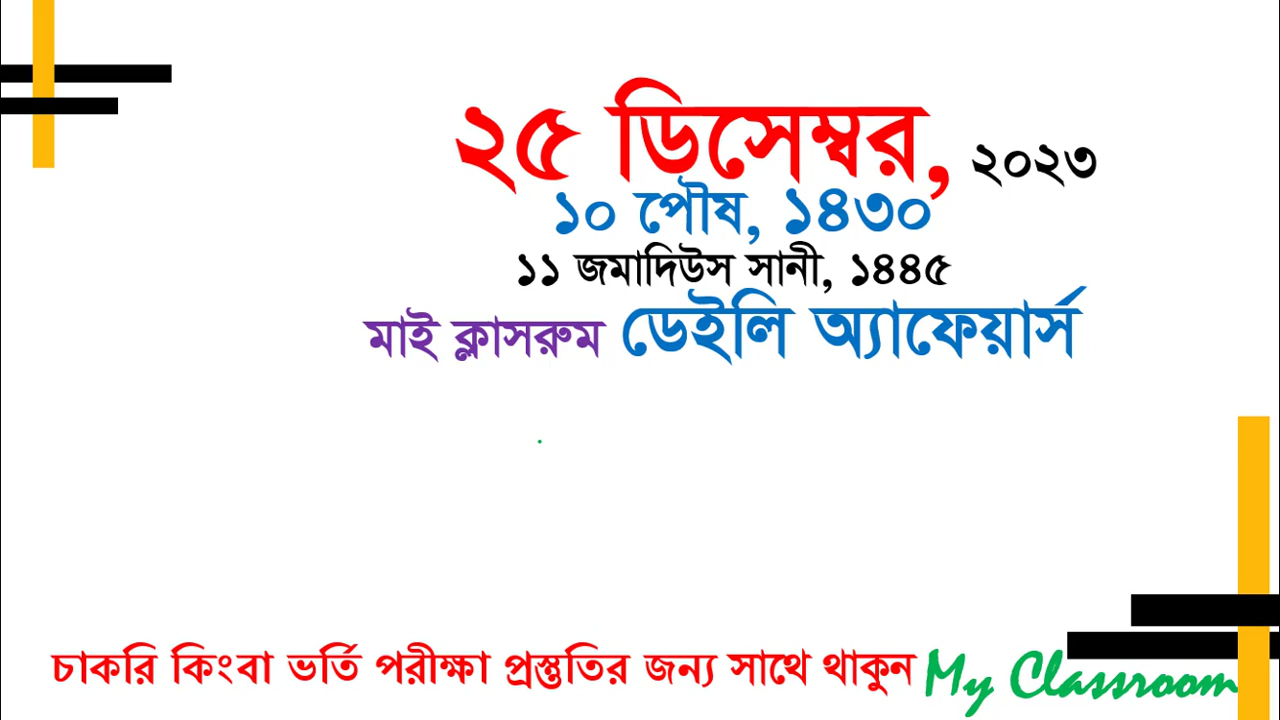 ২৫ ডিসেম্বর, ২০২৩
১০ পৌষ, ১৪৩০
১১ জমাদিউস সানী, ১৪৪৫
মাই ক্লাসরুম ডেইলি অ্যাফেয়ার্স
চাকরি কিংবা ভর্তি পরীক্ষা প্রস্তুতির জন্য সাথে থাকুন My Classroom